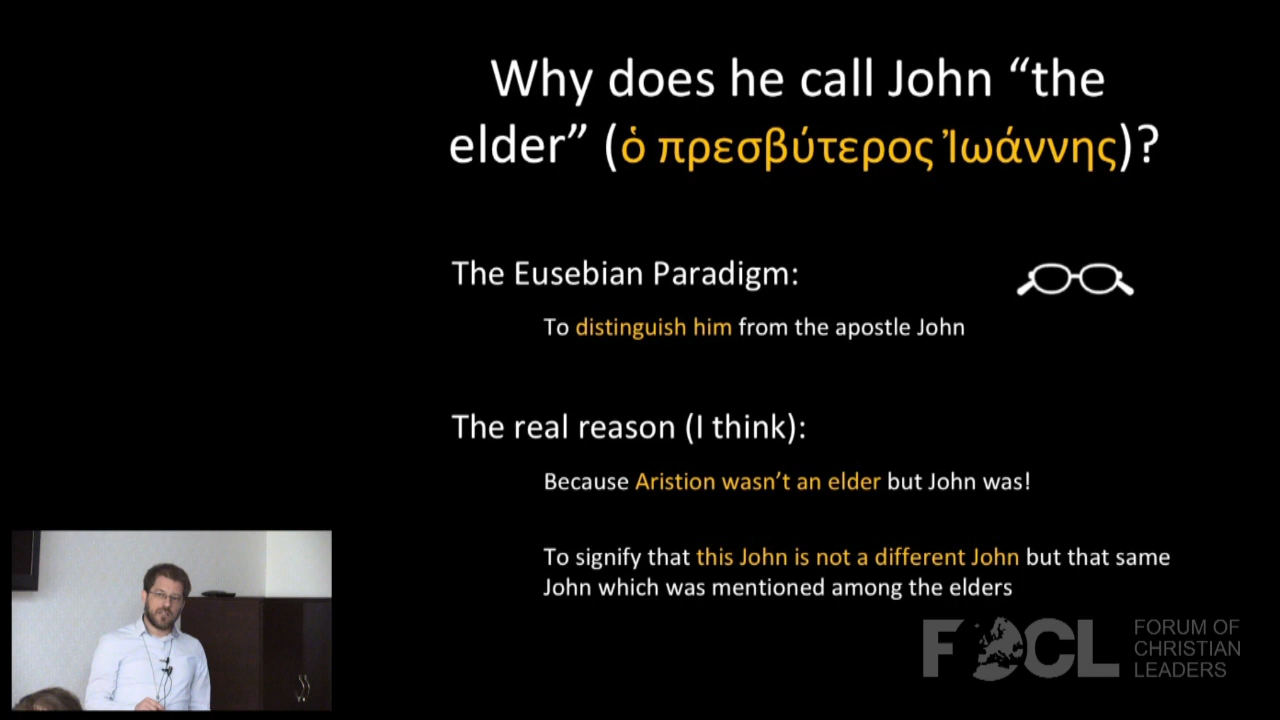 Why does he call John “the
elder” (ὁ πρεσβύτερος Ἰωάννης)?
The Eusebian Paradigm:
To distinguish him from the apostle John
The real reason (I think):
Because Aristion wasn’t an elder but John was!
To signify that this John is not a different John but that same
John which was mentioned among the elders
FOCL
FORUM OF
CHRISTIAN
LEADERS